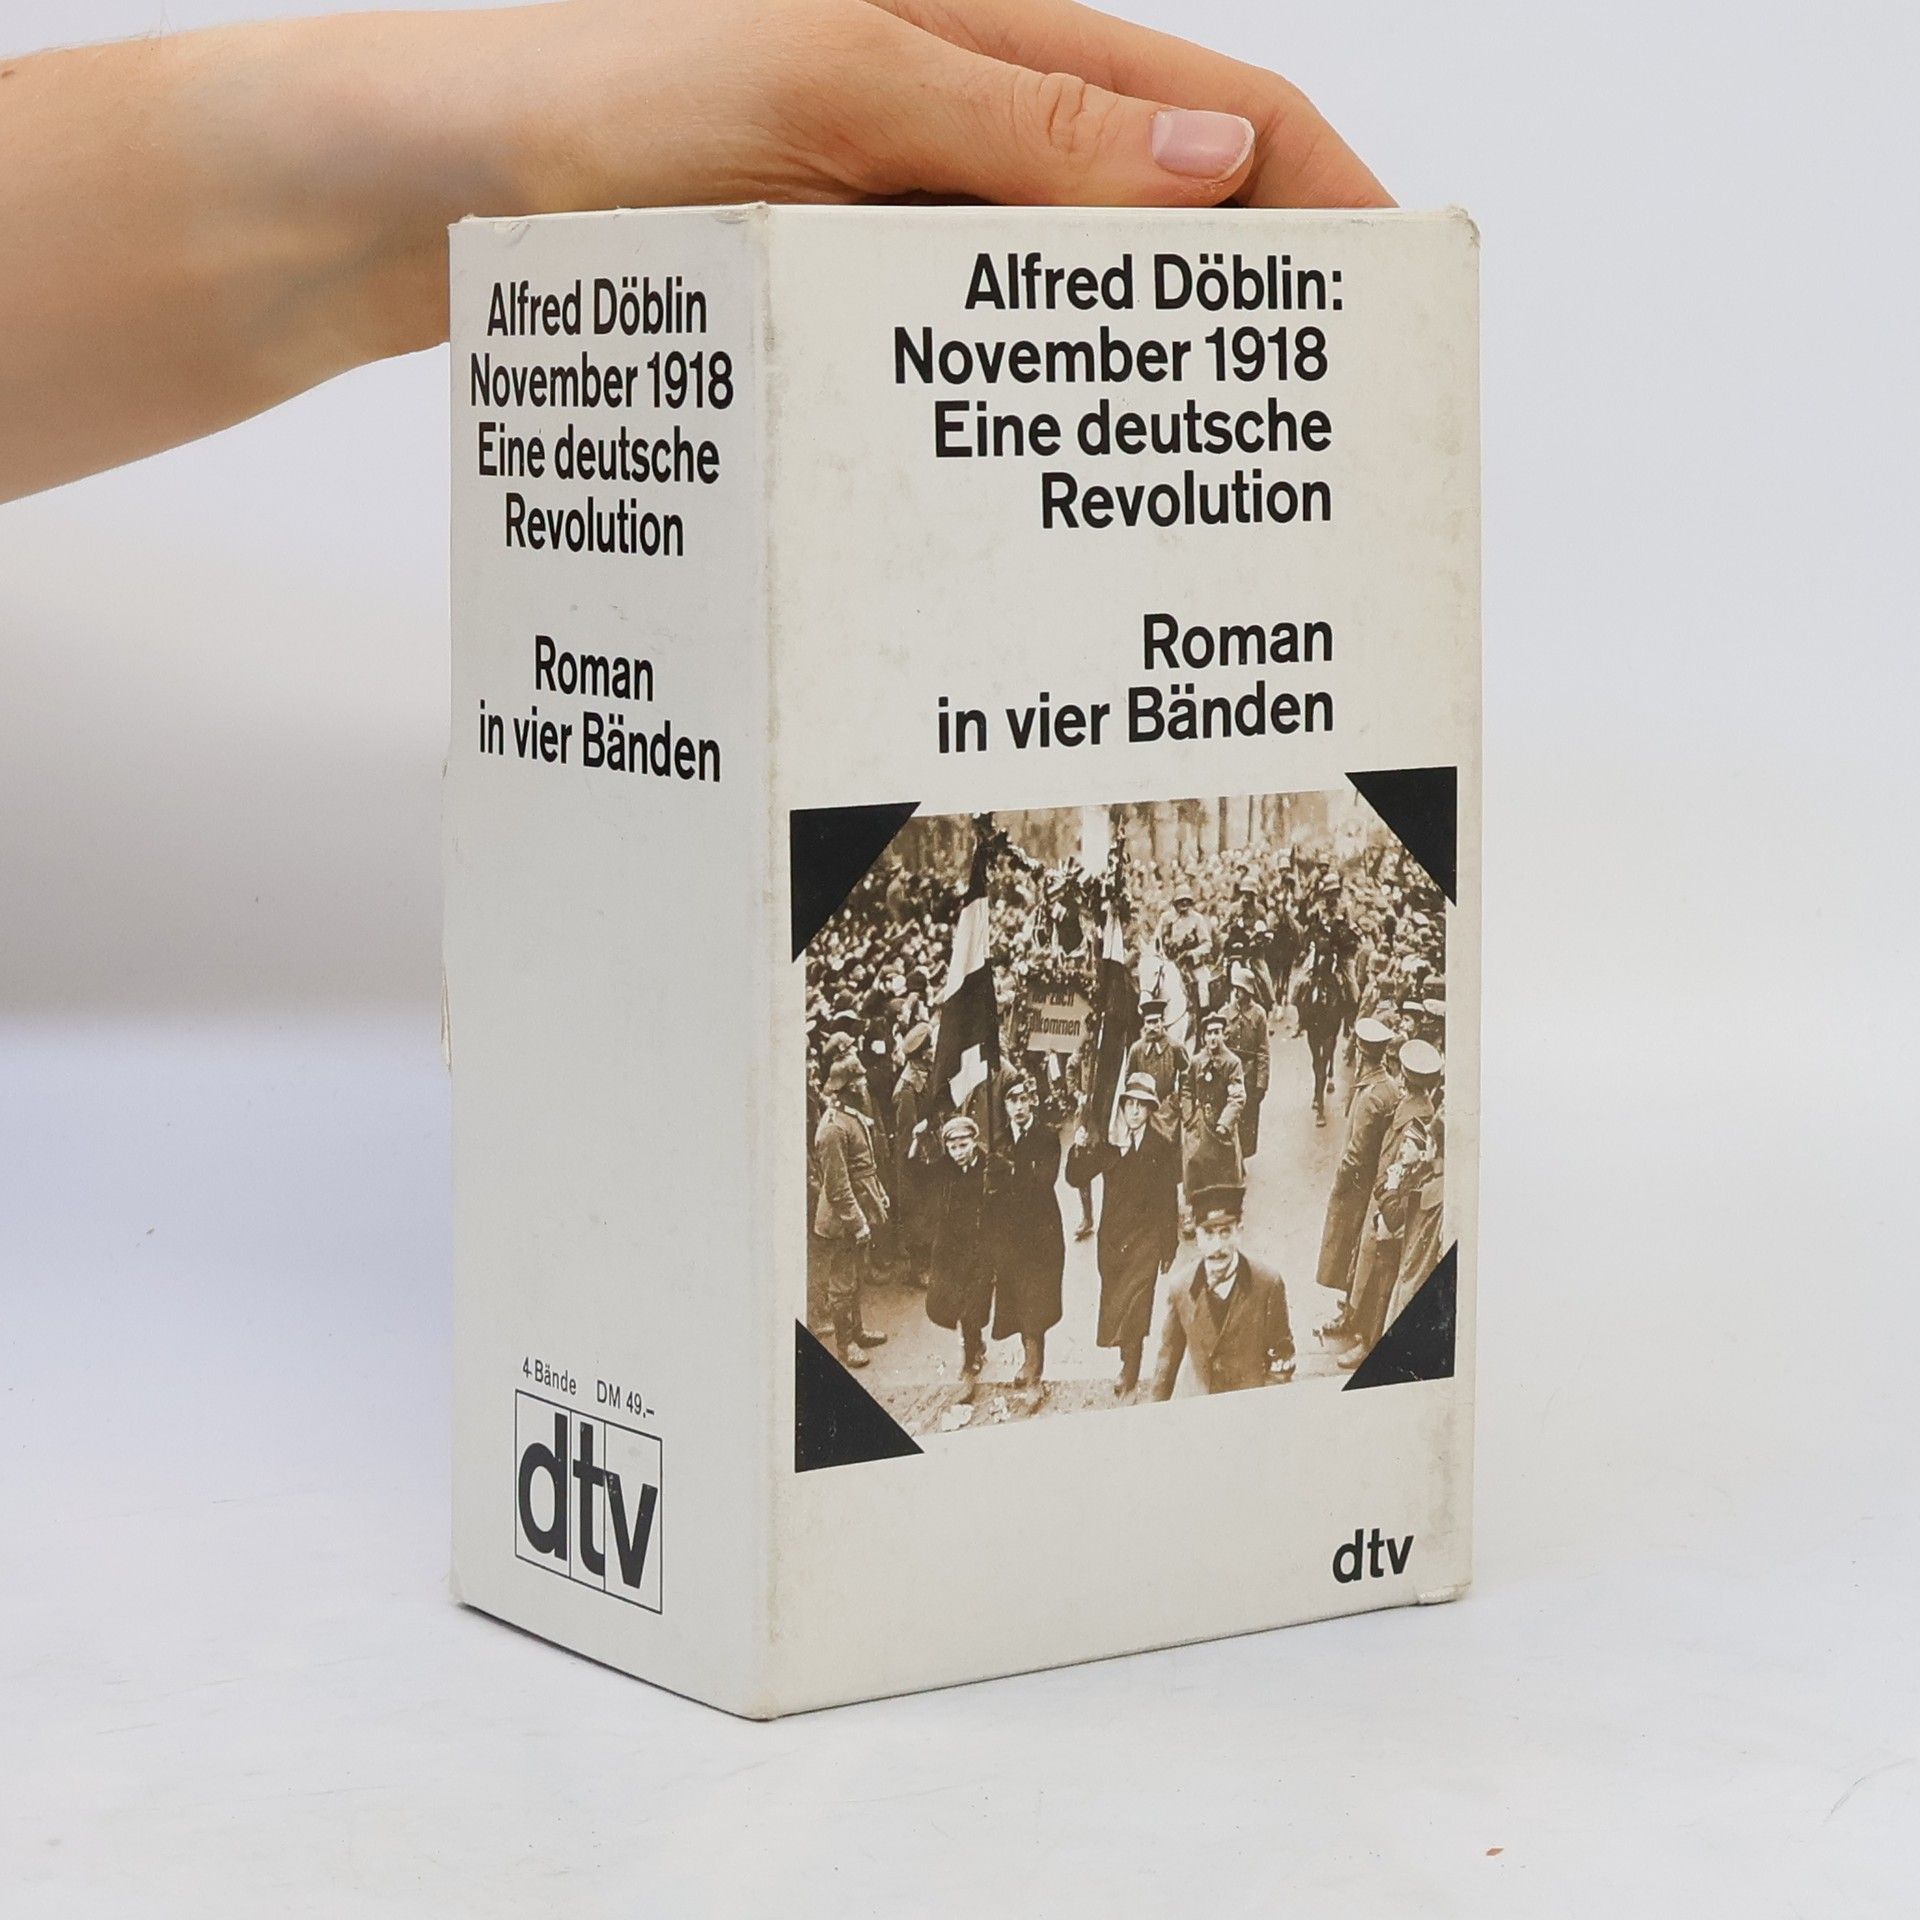 Alfred Döblin
November 1918
Eine deutsche
Revolution
Roman
in vier Bänden
4 Bände DM 49.–
dtv
Alfred Döblin:
November 1918
Eine deutsche
Revolution
Roman
in vier Bänden
dtv